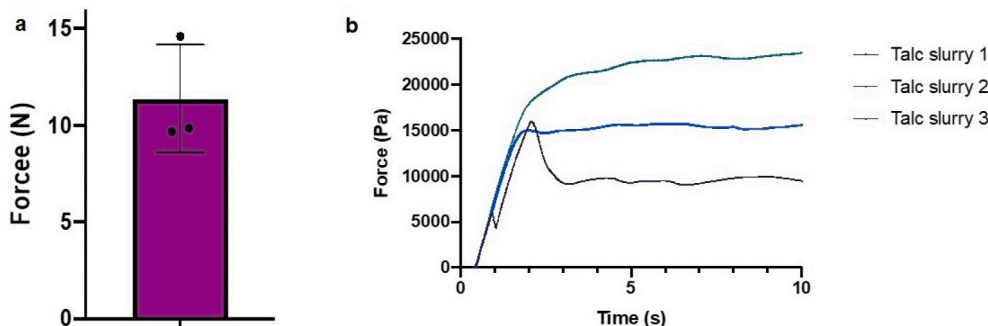 a
15
10
5
0
Forcee (N)
b
25000
20000
15000
10000
5000
0
Force (Pa)
0
5
10
Time (s)
Talc slurry 1
Talc slurry 2
Talc slurry 3